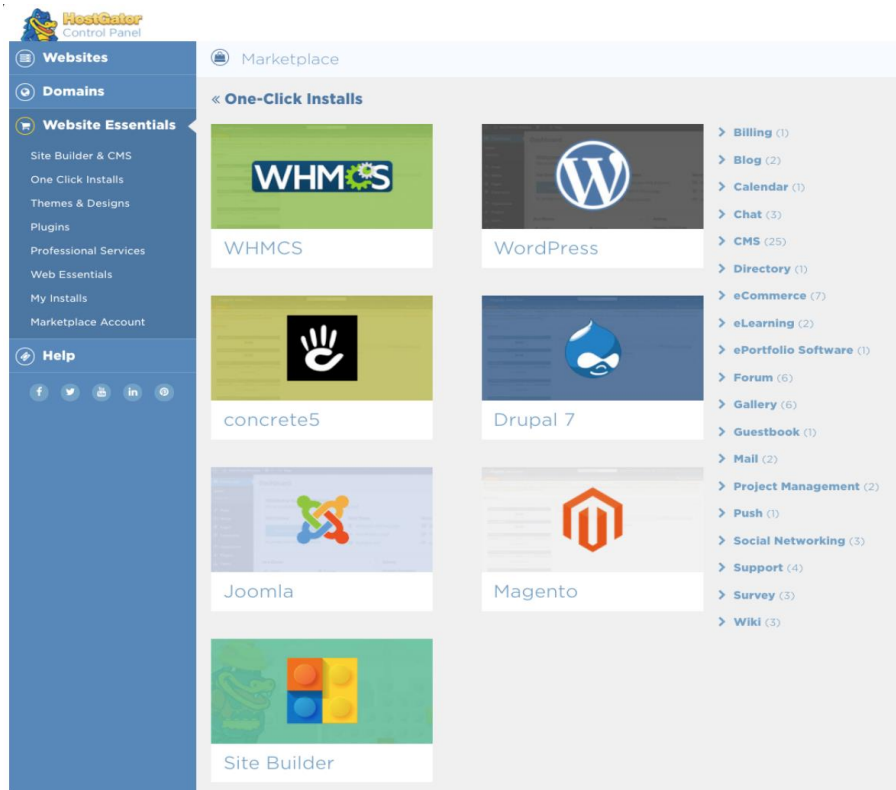 HostGator
Control Panel
Websites
Domains
Website Essentials
Site Builder & CMS
One Click Installs
Themes & Designs
Plugins
Professional Services
Web Essentials
My Installs
Marketplace Account
Help
Marketplace
« One-Click Installs
WHMCS
WHMCS
WordPress
concrete5
Drupal 7
Joomla
Magento
Site Builder
Billing (1)
Blog (2)
Calendar (1)
Chat (3)
CMS (25)
Directory (1)
eCommerce (7)
eLearning (2)
ePortfolio Software (1)
Forum (6)
Gallery (6)
Guestbook (1)
Mail (2)
Project Management (2)
Push (1)
Social Networking (3)
Support (4)
Survey (3)
Wiki (3)